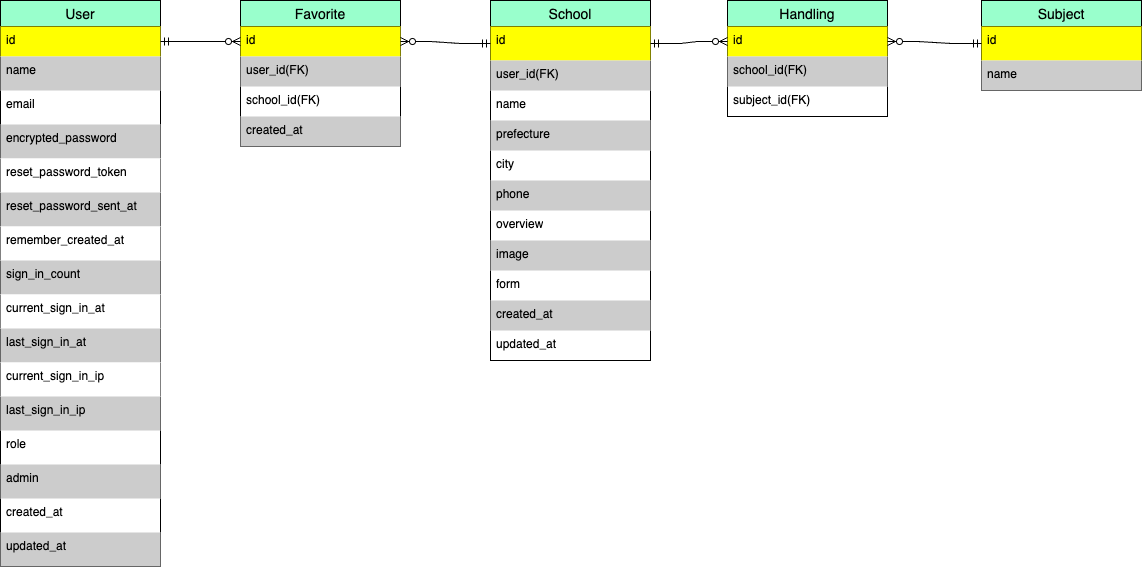 User
id
name
email
encrypted_password
reset_password_token
reset_password_sent_at
remember_created_at
sign_in_count
current_sign_in_at
last_sign_in_at
current_sign_in_ip
last_sign_in_ip
role
admin
created_at
updated_at
Favorite
id
user_id(FK)
school_id(FK)
created_at
School
id
user_id(FK)
name
prefecture
city
phone
overview
image
form
created_at
updated_at
Handling
id
school_id(FK)
subject_id(FK)
Subject
id
name